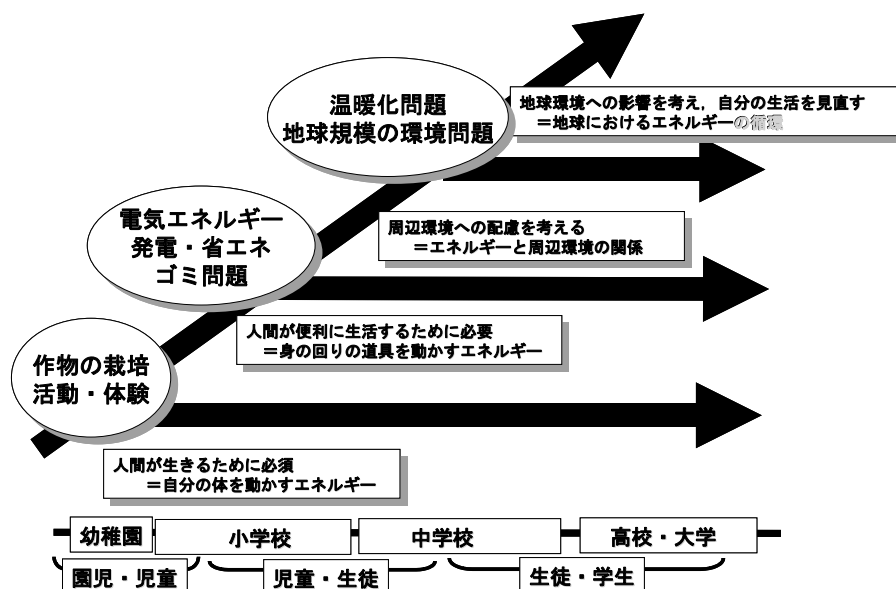 温暖化問題
地球規模の環境問題
地球環境への影響を考え，自分の生活を見直す
＝地球におけるエネルギーの循環
電気エネルギー
発電・省エネ
ゴミ問題
周辺環境への配慮を考える
＝エネルギーと周辺環境の関係
人間が便利に生活するために必要
＝身の回りの道具を動かすエネルギー
作物の栽培
活動・体験
人間が生きるために必須
＝自分の体を動かすエネルギー
幼稚園
小学校
中学校
高校・大学
園児・児童
児童・生徒
生徒・学生